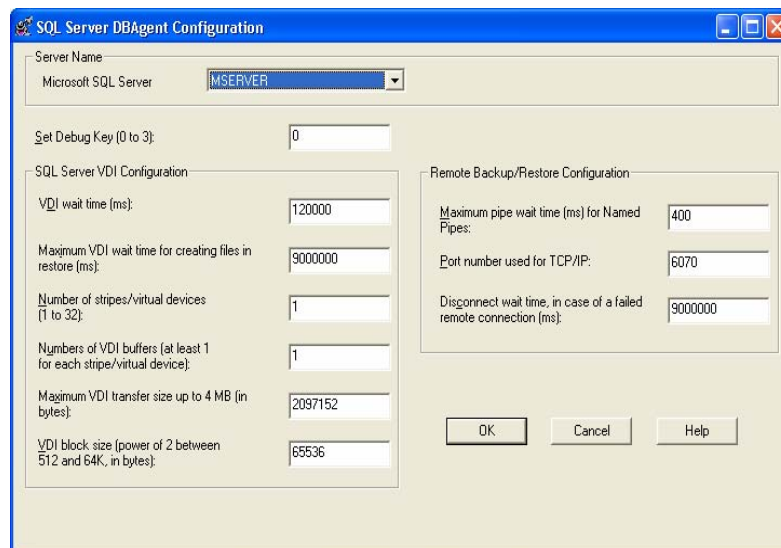 SQL Server DBAgent Configuration
Server Name
Microsoft SQL Server
MSERVER
Set Debug Key (0 to 3):
0
SQL Server VDI Configuration
VDI wait time (ms):
120000
Maximum VDI wait time for creating files in
restore (ms):
9000000
Number of stripes/virtual devices
(1 to 32):
1
Numbers of VDI buffers (at least 1
for each stripe/virtual device):
1
Maximum VDI transfer size up to 4 MB (in
bytes):
2097152
VDI block size (power of 2 between
512 and 64K, in bytes):
65536
Remote Backup/Restore Configuration
Maximum pipe wait time (ms) for Named
Pipes:
400
Port number used for TCP/IP:
6070
Disconnect wait time, in case of a failed
remote connection (ms):
9000000
OK
Cancel
Help